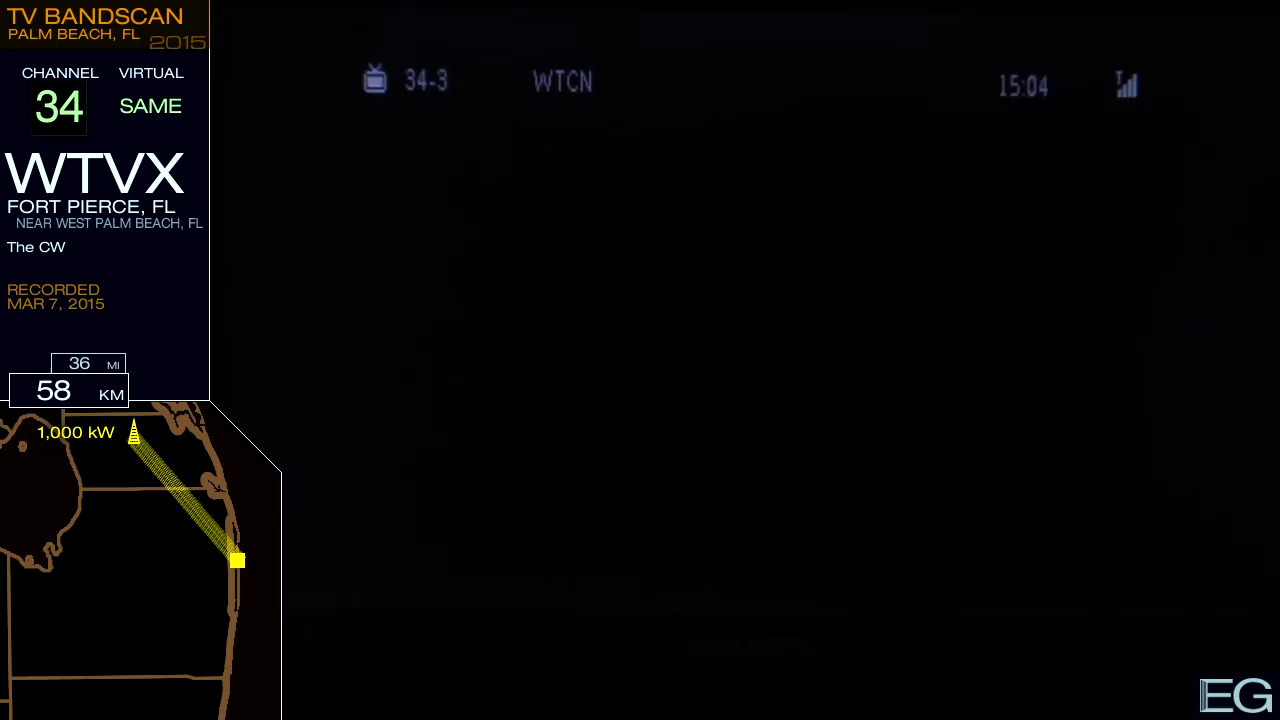 TV BANDSCAN
PALM BEACH, FL
2015
CHANNEL VIRTUAL
34 SAME
WTVX
FORT PIERCE, FL
NEAR WEST PALM BEACH, FL
The CW
RECORDED
MAR 7, 2015
36 MI
58 KM
1,000 kW
34-3 WTCN 15:04
EG